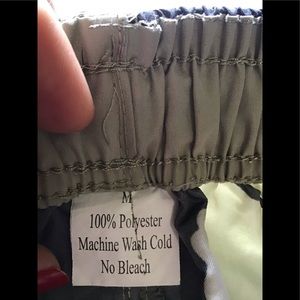 M
100% Polyester
Machine Wash Cold
No Bleach